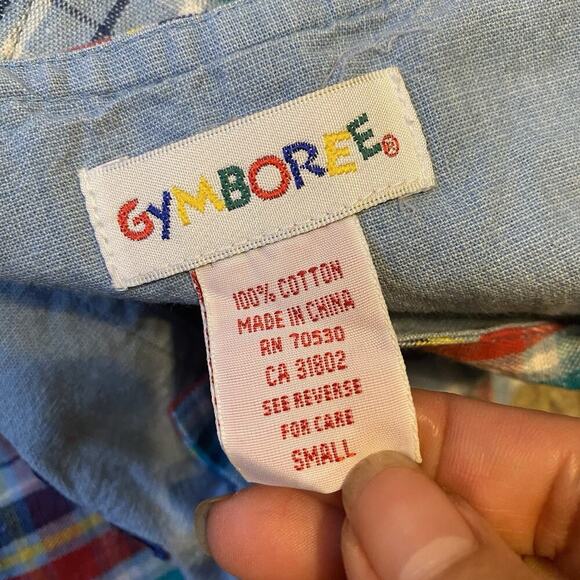 GYMBOREE®
100% COTTON
MADE IN CHINA
RN 70530
CA 31802
SEE REVERSE
FOR CARE
SMALL